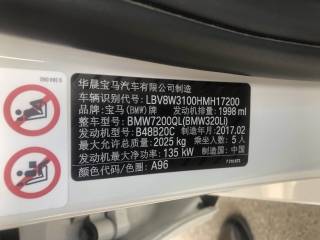 华晨宝马汽车有限公司制造
车辆识别代号: LBV8W3100HMH17200
品牌: 宝马(BMW)牌 发动机排量: 1998 ml
整车型号: BMW7200QL(BMW320Li)
发动机型号: B48B20C 制造年月: 2017.02
最大允许总质量: 2025 kg 乘坐人数: 5 人
发动机最大净功率: 135 kW 制造国: 中国
颜色代码/色圈: A96